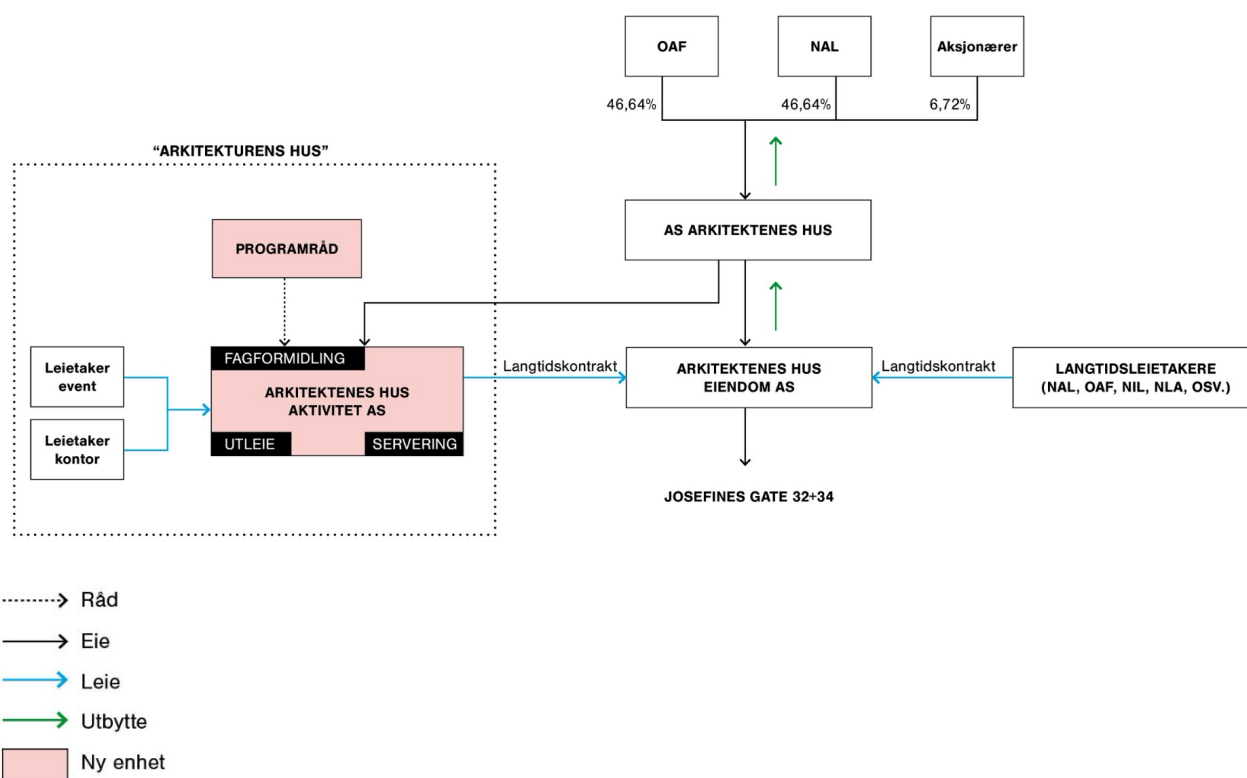 OAF
NAL
Aksjonærer
46,64%
46,64%
6,72%
“ARKITEKTURENS HUS”
PROGRAMRÅD
AS ARKITEKTENES HUS
Leietaker
event
Leietaker
kontor
FAGFORMIDLING
ARKITEKTENES HUS
AKTIVITET AS
UTLEIE
SERVERING
Langtidskontrakt
ARKITEKTENES HUS
EIENDOM AS
Langtidskontrakt
LANGTIDSLEIETAKERE
(NAL, OAF, NIL, NLA, OSV.)
JOSEFINES GATE 32+34
Råd
Eie
Leie
Utbytte
Ny enhet